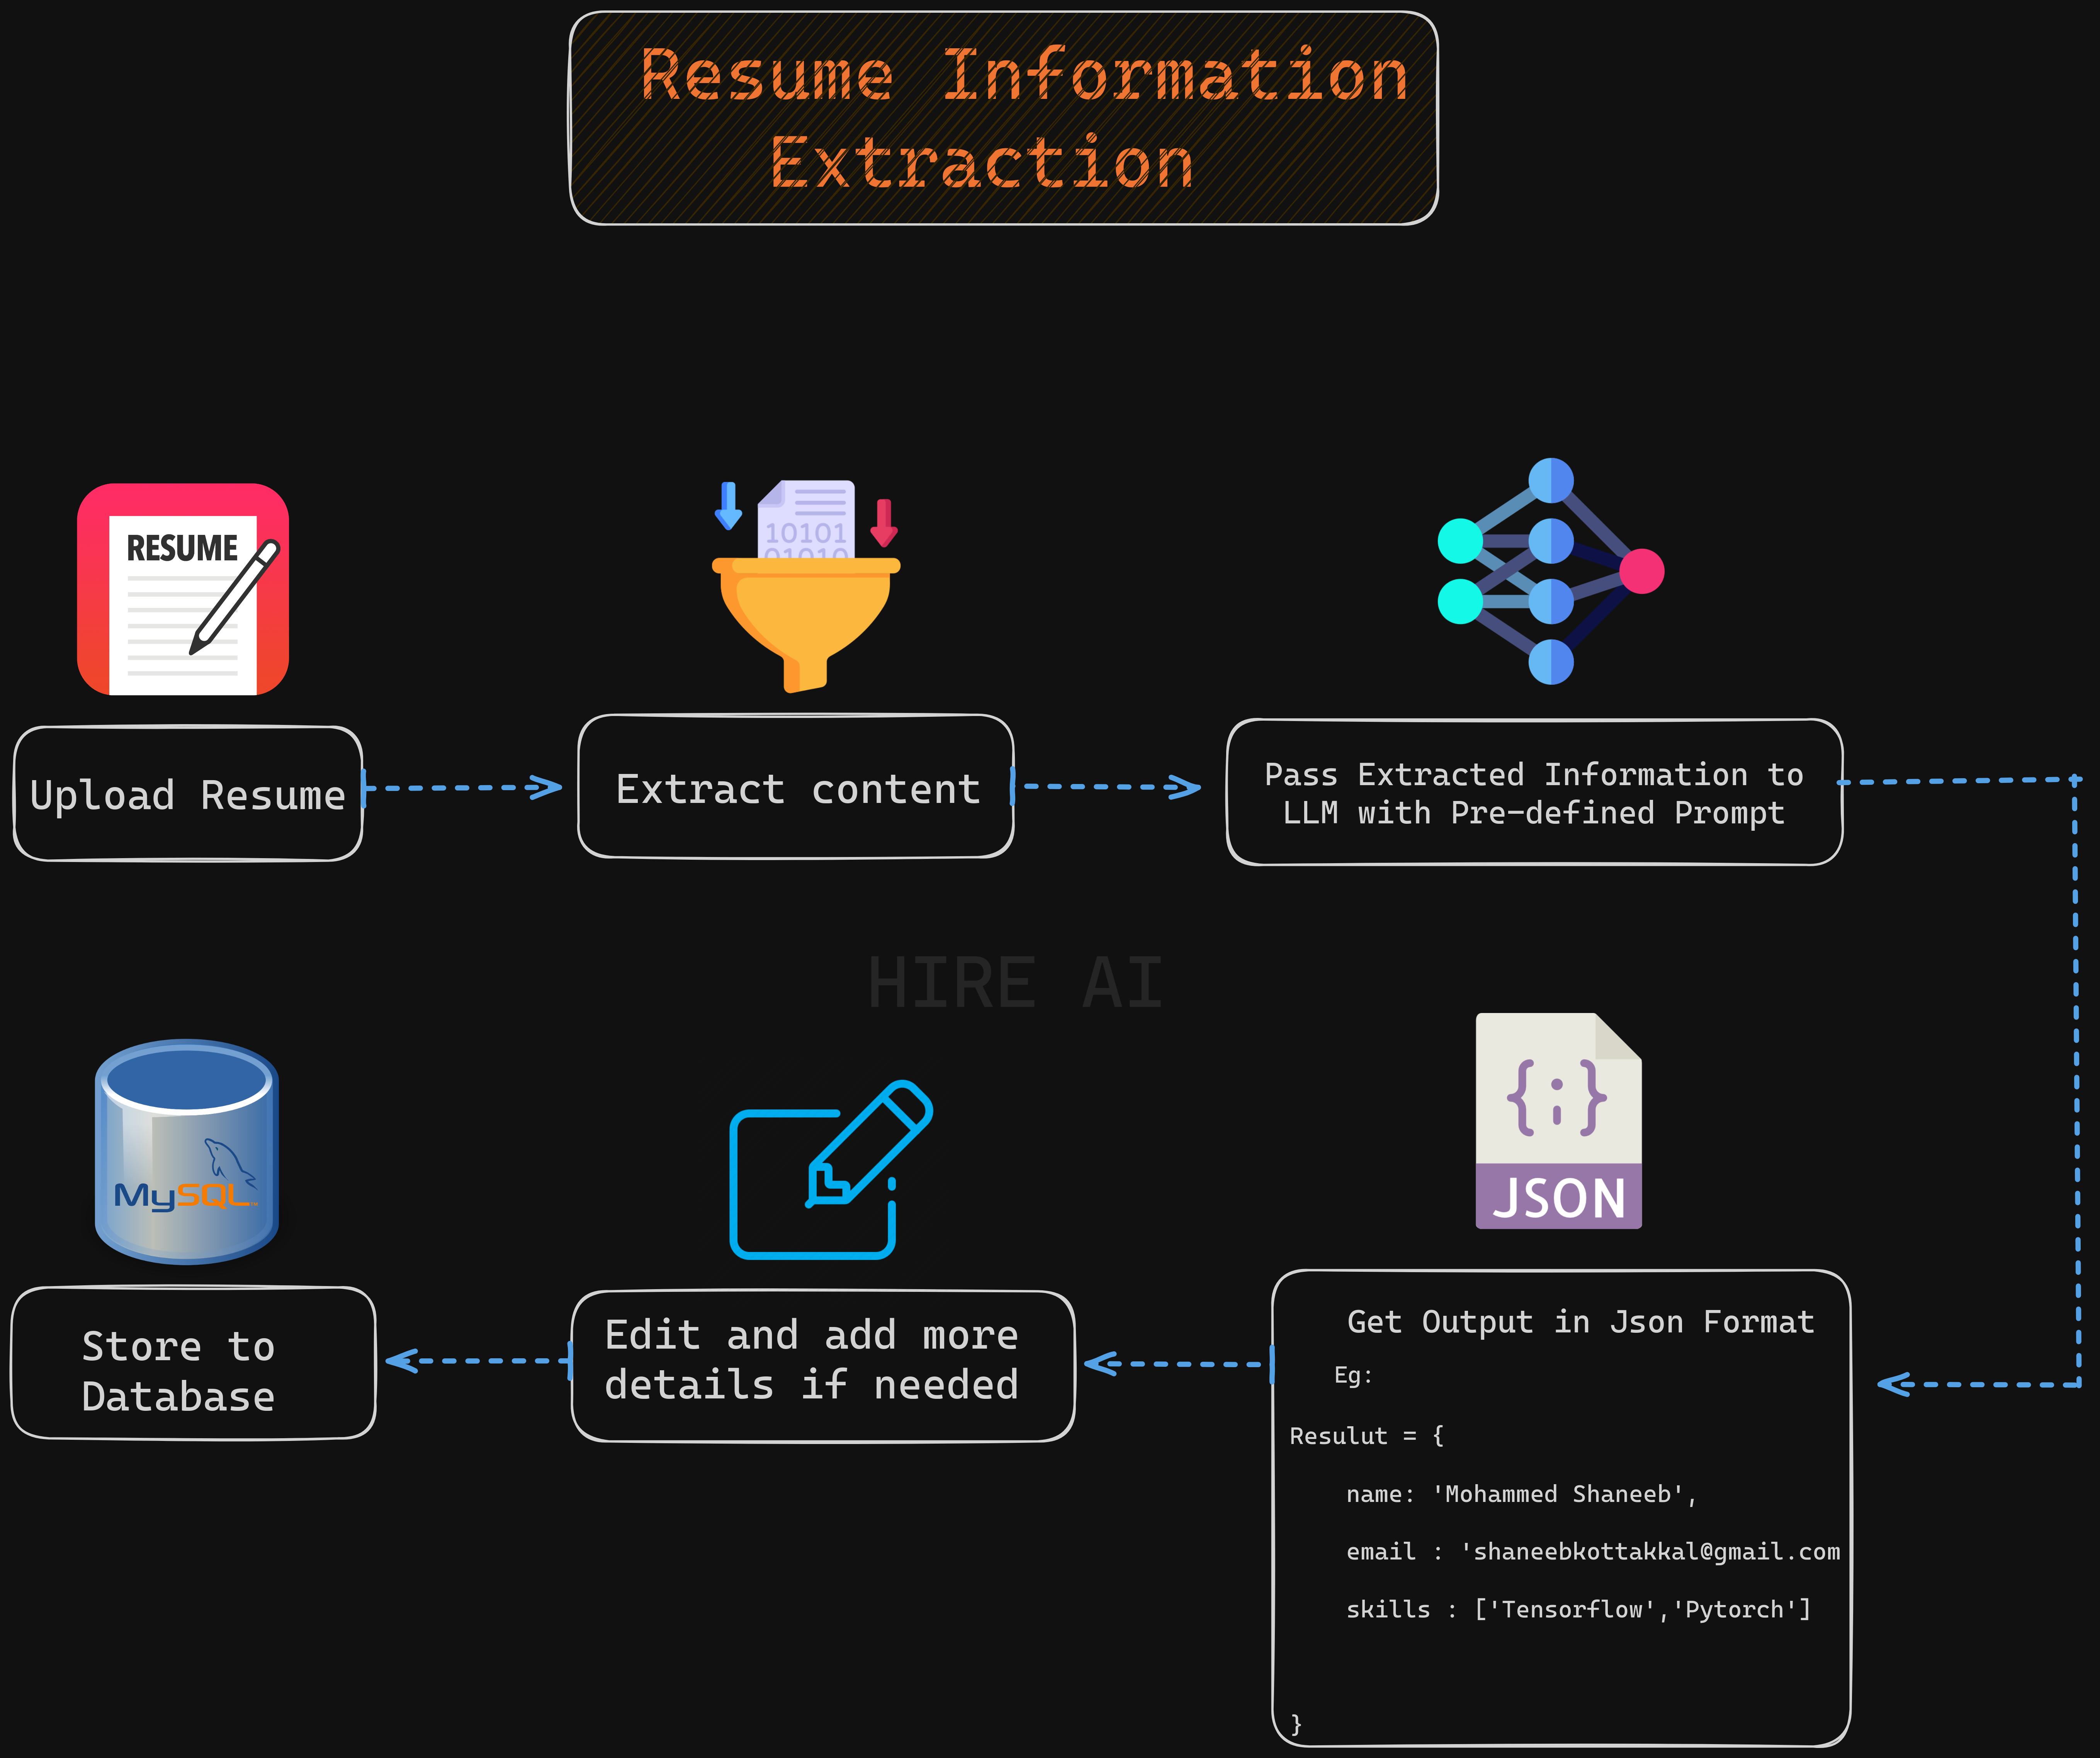 Resume Information
Extraction
RESUME
10101
01010
Upload Resume
Extract content
Pass Extracted Information to
LLM with Pre-defined Prompt
HIRE AI
MySQL
JSON
{;}
Store to
Database
Edit and add more
details if needed
Get Output in Json Format
Eg:
Resulut = {
name: 'Mohammed Shaneeb',
email : 'shaneebkottakkal@gmail.com
skills : ['Tensorflow','Pytorch']
}